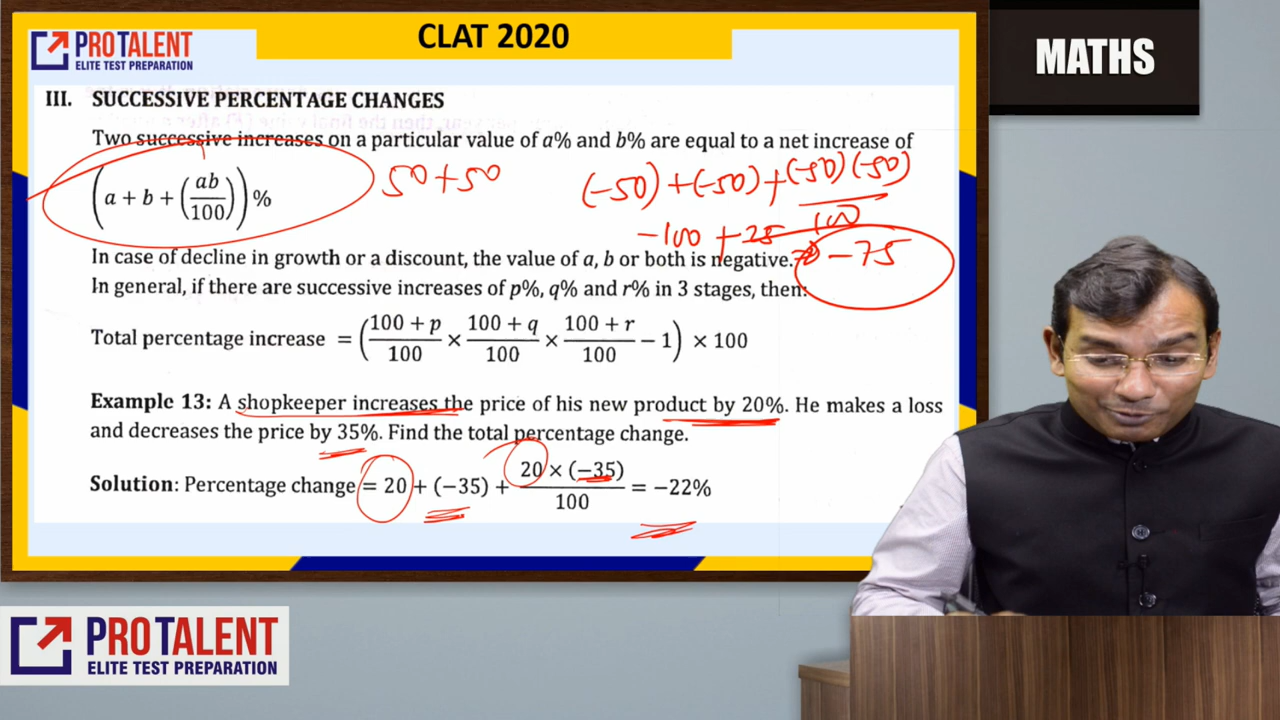 PRO TALENT
ELITE TEST PREPARATION
CLAT 2020
MATHS
III. SUCCESSIVE PERCENTAGE CHANGES
Two successive increases on a particular value of a% and b% are equal to a net increase of
(a + b + (ab/100))%
50+50
(-50)+(-50)+(-50)(-50)/100
-100 +25
-75
In case of decline in growth or a discount, the value of a, b or both is negative.
In general, if there are successive increases of p%, q% and r% in 3 stages, then:
Total percentage increase = (100 + p/100 × 100 + q/100 × 100 + r/100 − 1) × 100
Example 13: A shopkeeper increases the price of his new product by 20%. He makes a loss
and decreases the price by 35%. Find the total percentage change.
Solution: Percentage change = 20 + (−35) + 20 × (−35)/100 = −22%
PRO TALENT
ELITE TEST PREPARATION